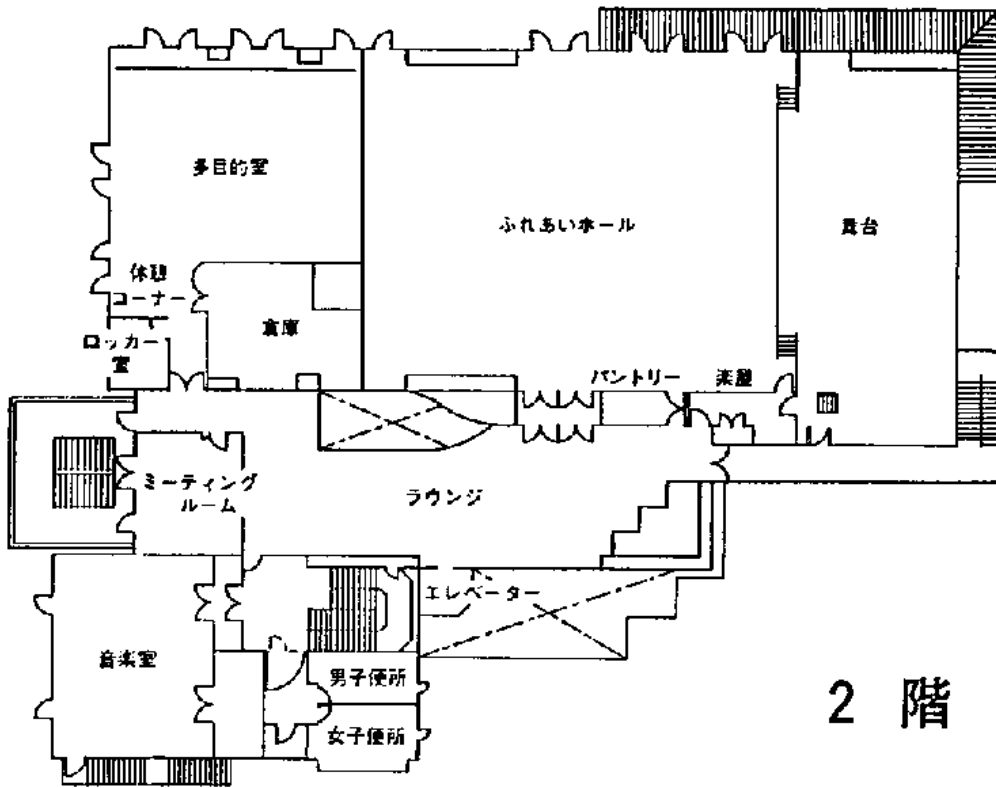 多目的室
ふれあいホール
舞台
休憩
コーナー
倉庫
ロッカー
室
パントリー
楽屋
ミーティング
ルーム
ラウンジ
エレベーター
音楽室
男子便所
女子便所
2 階